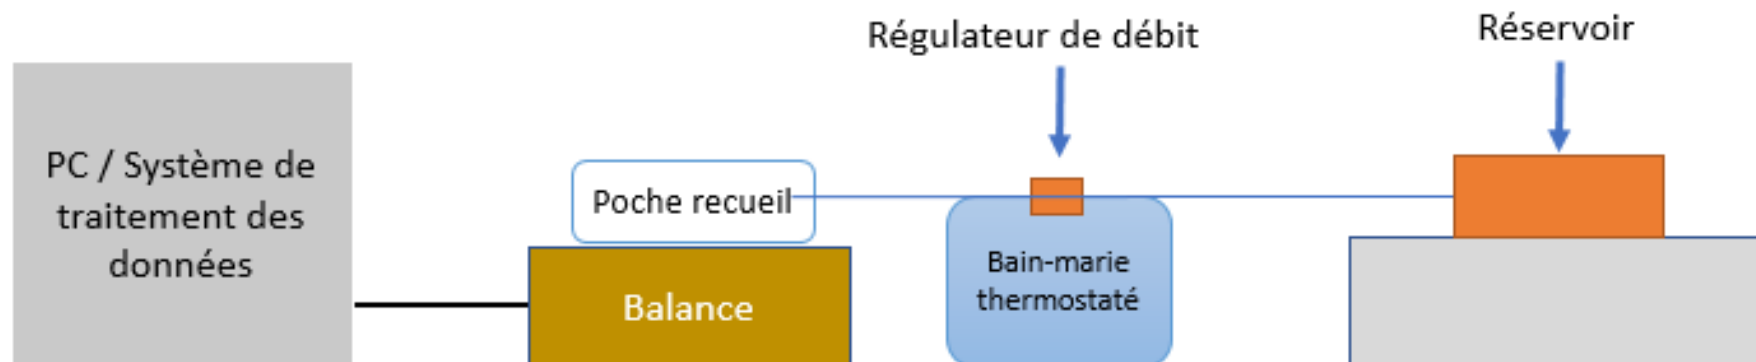 Régulateur de débit
Réservoir
PC / Système de
traitement des
données
Poche recueil
Bain-marie
thermostaté
Balance